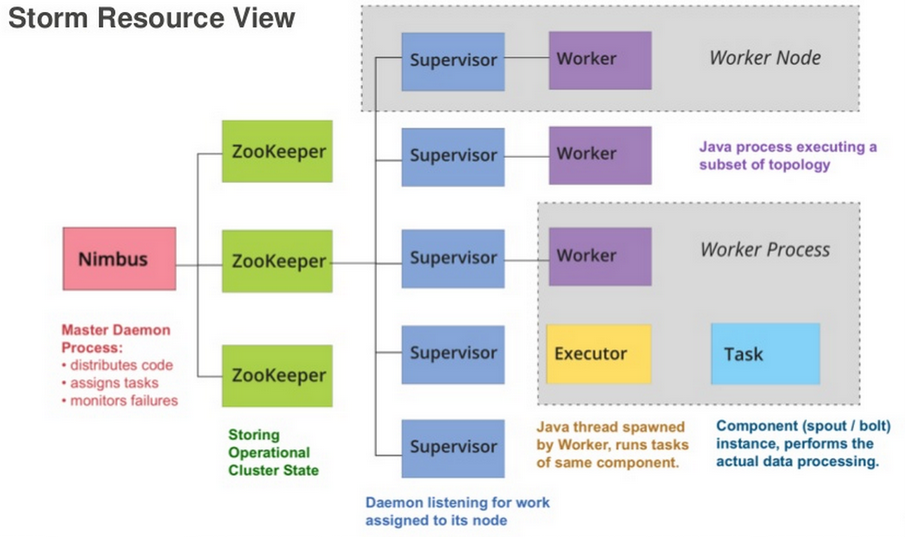 Storm Resource View
Supervisor
Worker
Worker Node
ZooKeeper
Supervisor
Worker
Java process executing a
subset of topology
Nimbus
ZooKeeper
Supervisor
Worker
Worker Process
Master Daemon
Process:
• distributes code
• assigns tasks
• monitors failures
ZooKeeper
Supervisor
Executor
Task
Storing
Operational
Cluster State
Supervisor
Java thread spawned
by Worker, runs tasks
of same component.
Component (spout / bolt)
instance, performs the
actual data processing.
Daemon listening for work
assigned to its node